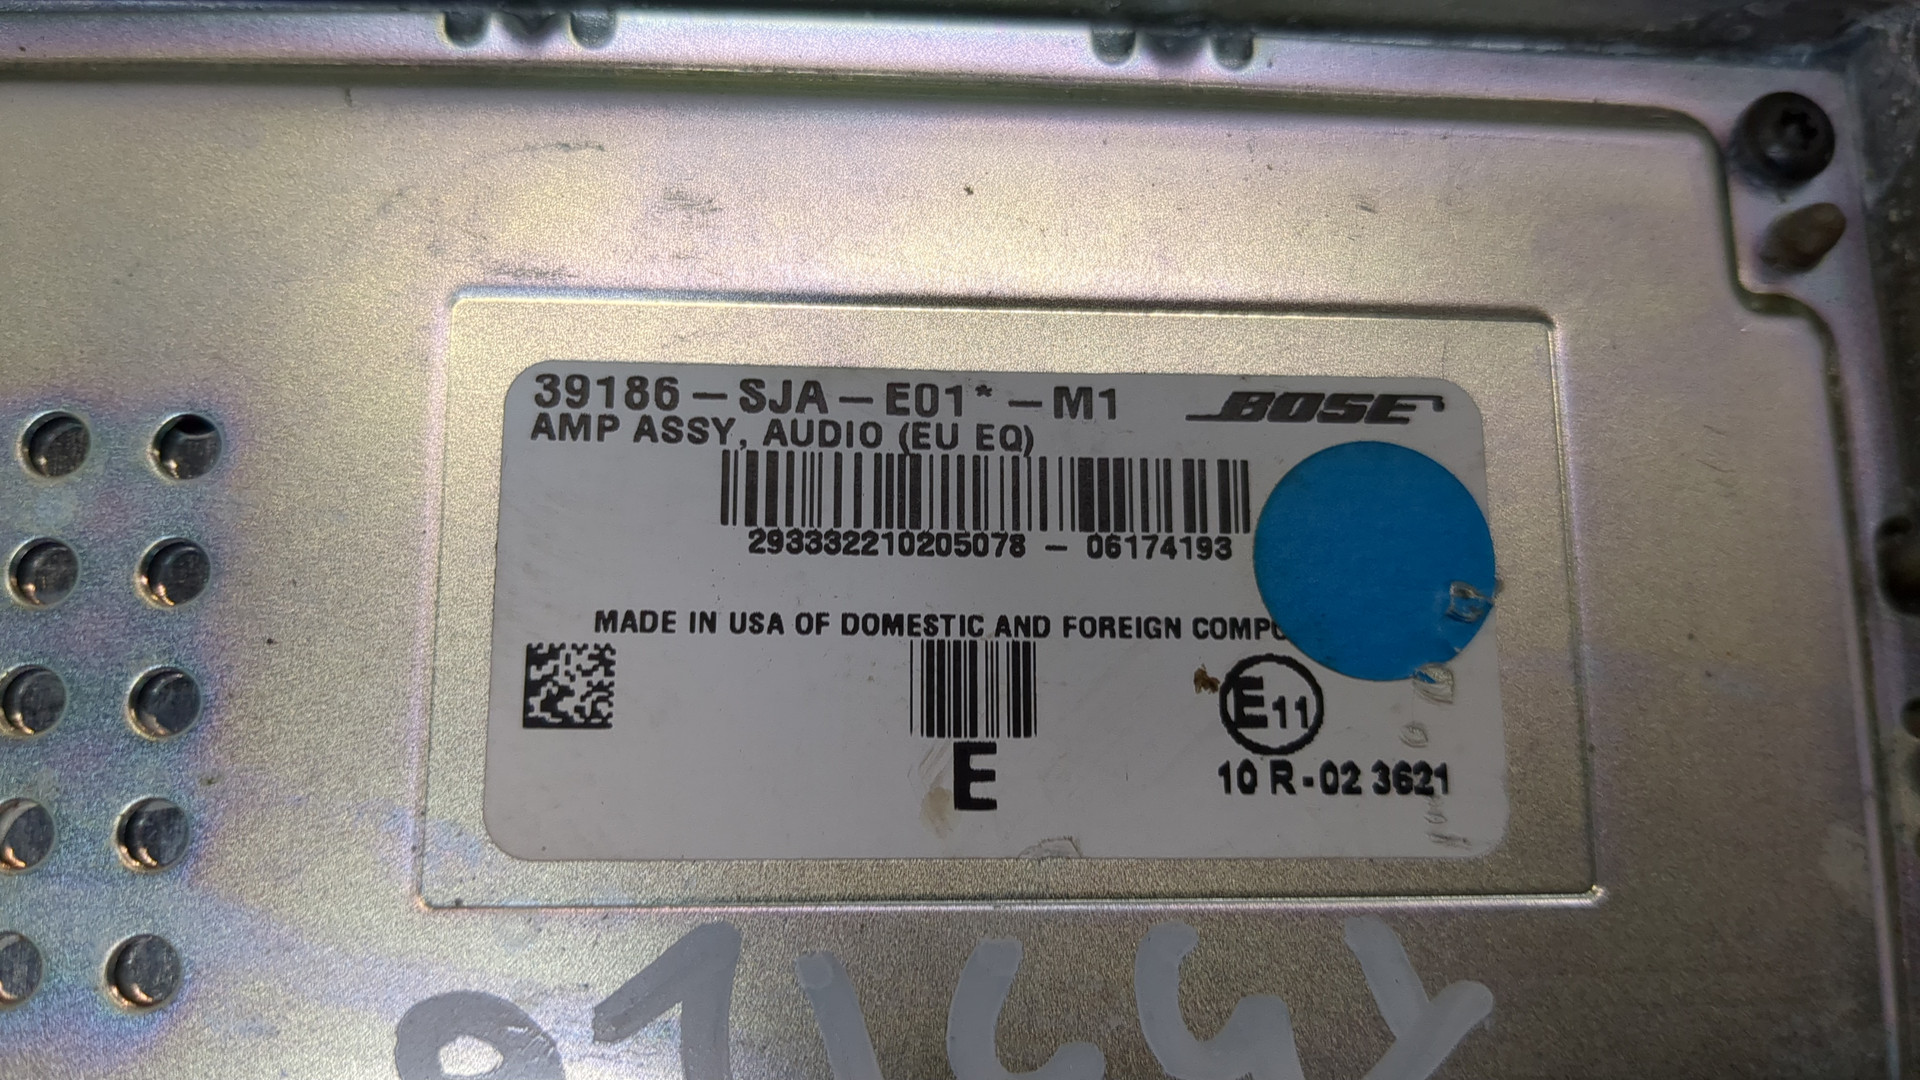 39186-SJA-E01*-M1 BOSE
AMP ASSY, AUDIO (EU EQ)
293332210205078 - 06174193
MADE IN USA OF DOMESTIC AND FOREIGN
E11
E
10 R-02 3621